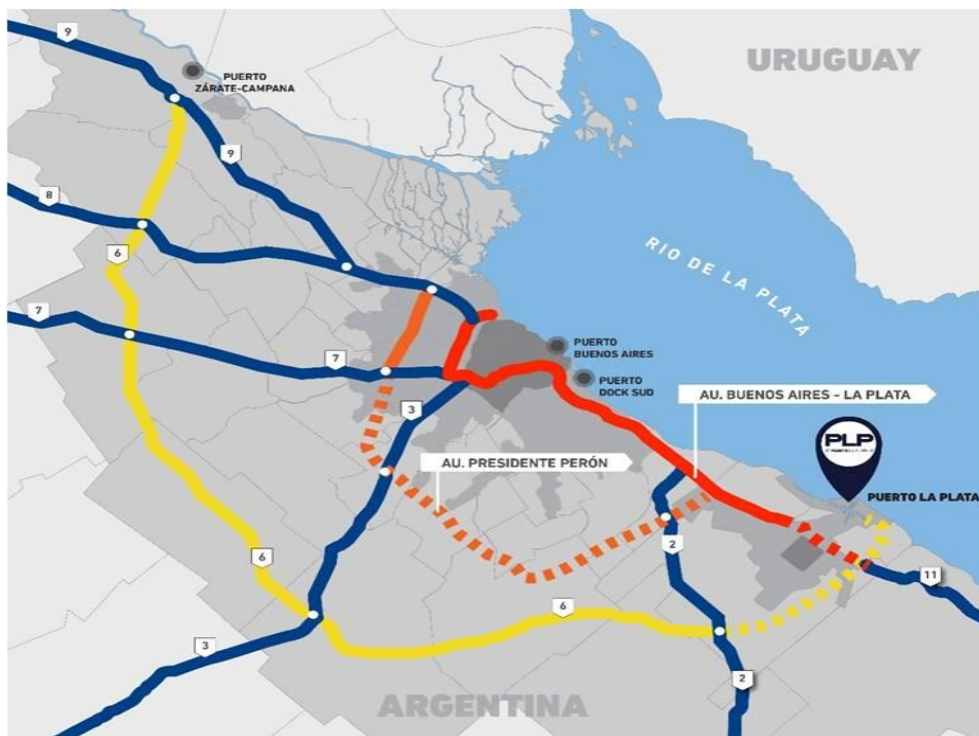 9
PUERTO
ZÁRATE-CAMPANA
URUGUAY
9
8
6
7
RIO DE LA PLATA
7
PUERTO
BUENOS AIRES
PUERTO
DOCK SUD
3
AU. BUENOS AIRES - LA PLATA
PLP
AU. PRESIDENTE PERÓN
PUERTO LA PLATA
2
6
11
6
3
2
ARGENTINA